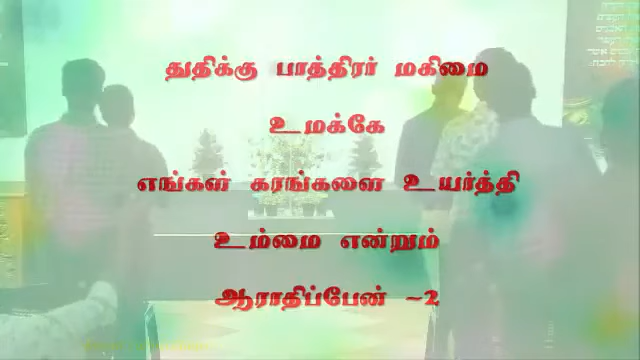 துதிக்கு பாத்திரர் மகிமை
உமக்கே
எங்கள் கரங்களை உயர்த்தி
உம்மை என்றும்
ஆராதிப்பேன் ~2